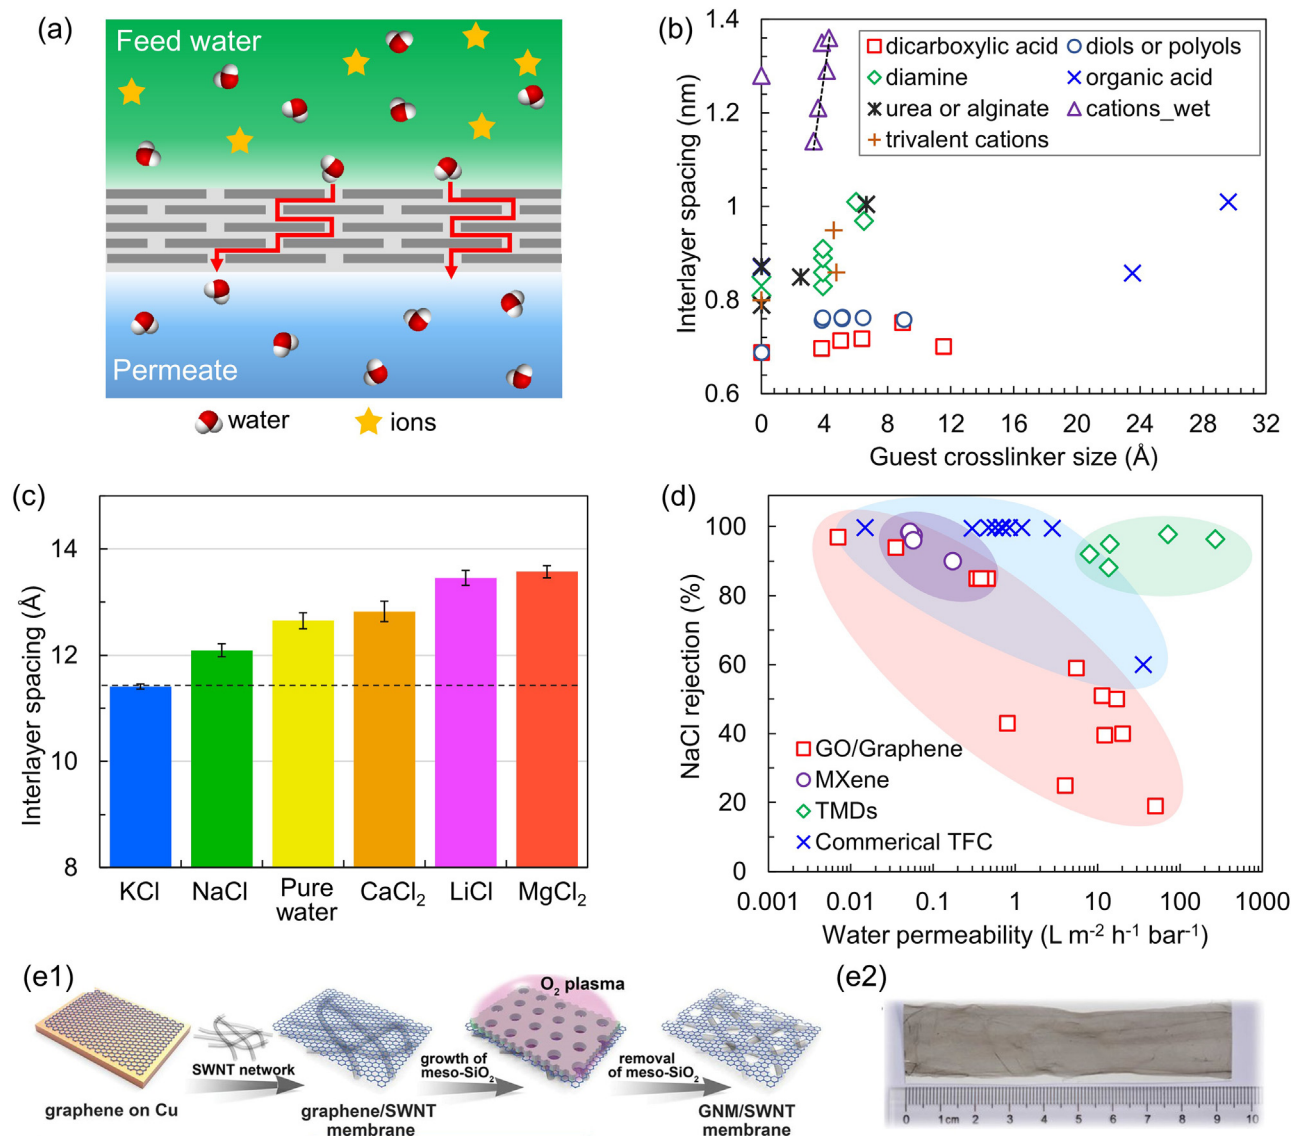 (a)
Feed water
Permeate
water
ions
(b)
Interlayer spacing (nm)
1.4
1.2
1
0.8
0.6
dicarboxylic acid
diols or polyols
diamine
organic acid
urea or alginate
cations_wet
trivalent cations
0 4 8 12 16 20 24 28 32
Guest crosslinker size (Å)
(c)
Interlayer spacing (Å)
14
12
10
8
KCl NaCl Pure water CaCl₂ LiCl MgCl₂
(d)
NaCl rejection (%)
100
80
60
40
20
0
GO/Graphene
MXene
TMDs
Commerical TFC
0.001 0.01 0.1 1 10 100 1000
Water permeability (L m⁻² h⁻¹ bar⁻¹)
(e1)
graphene on Cu
SWNT network
graphene/SWNT
membrane
growth of
meso-SiO₂
O₂ plasma
removal
of meso-SiO₂
GNM/SWNT
membrane
(e2)
0 1cm 2 3 4 5 6 7 8 9 10